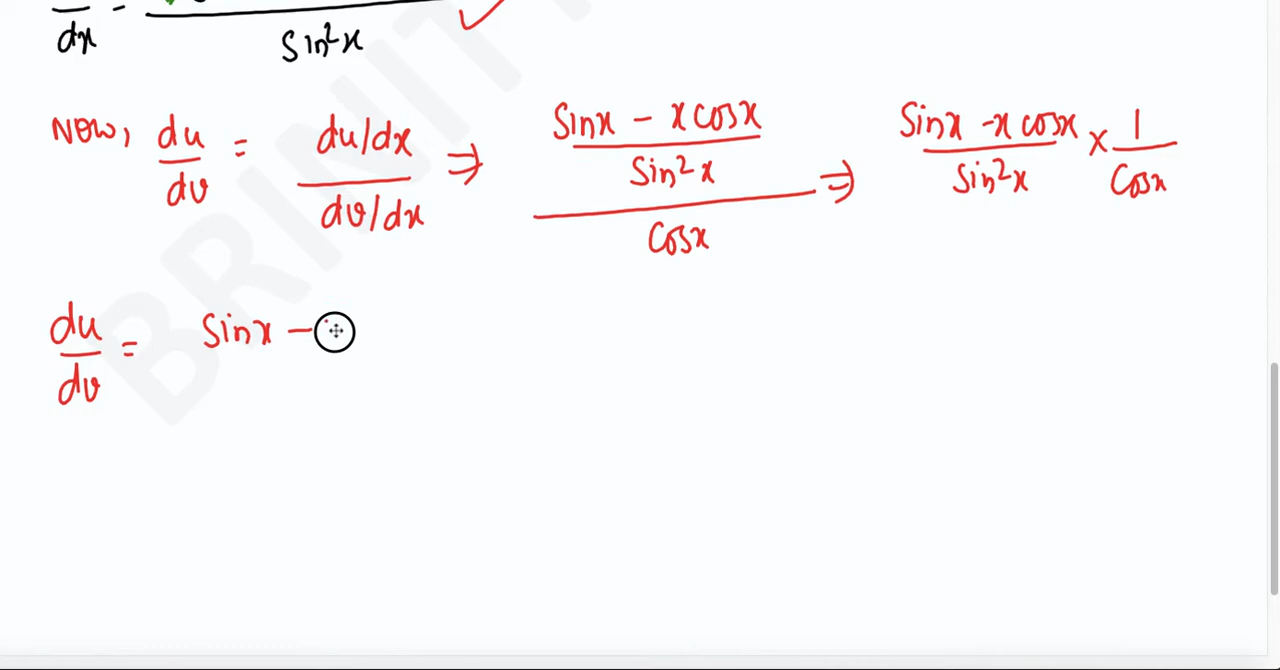 dx = sin²x
Now, du/dv = (du/dx)/(dv/dx) ⇒ ((sinx - x cosx)/sin²x)/cosx ⇒ (sinx - x cosx)/sin²x × 1/cosx
du/dv = sinx -
BRINIT